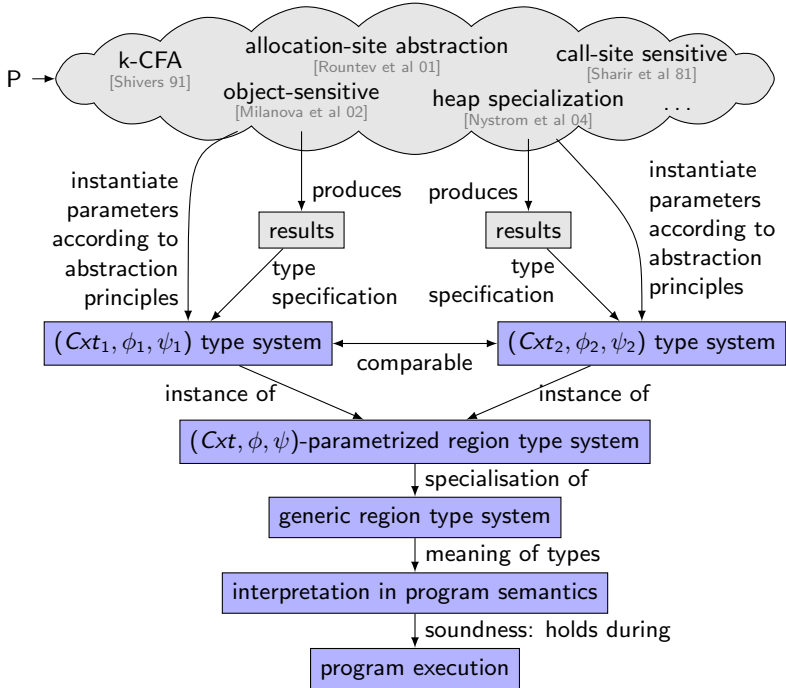 P
k-CFA
[Shivers 91]
allocation-site abstraction
[Rountev et al 01]
call-site sensitive
[Sharir et al 81]
object-sensitive
[Milanova et al 02]
heap specialization
[Nystrom et al 04]
...
instantiate
parameters
according to
abstraction
principles
produces
produces
instantiate
parameters
according to
abstraction
principles
results
results
type
specification
type
specification
(Cxt₁, ϕ₁, ψ₁) type system
comparable
(Cxt₂, ϕ₂, ψ₂) type system
instance of
instance of
(Cxt, ϕ, ψ)-parametrized region type system
specialisation of
generic region type system
meaning of types
interpretation in program semantics
soundness: holds during
program execution